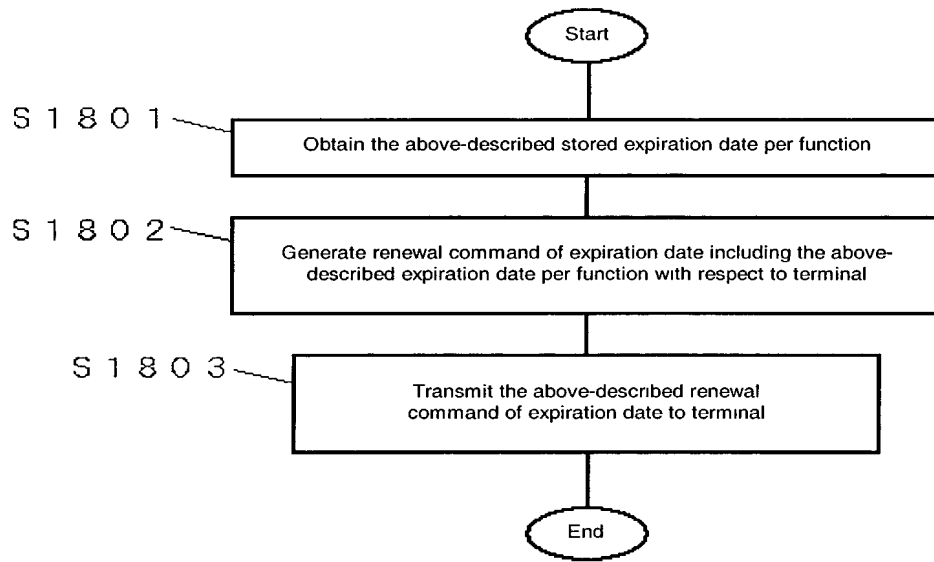 Start
S1801
Obtain the above-described stored expiration date per function
S1802
Generate renewal command of expiration date including the above-
described expiration date per function with respect to terminal
S1803
Transmit the above-described renewal
command of expiration date to terminal
End